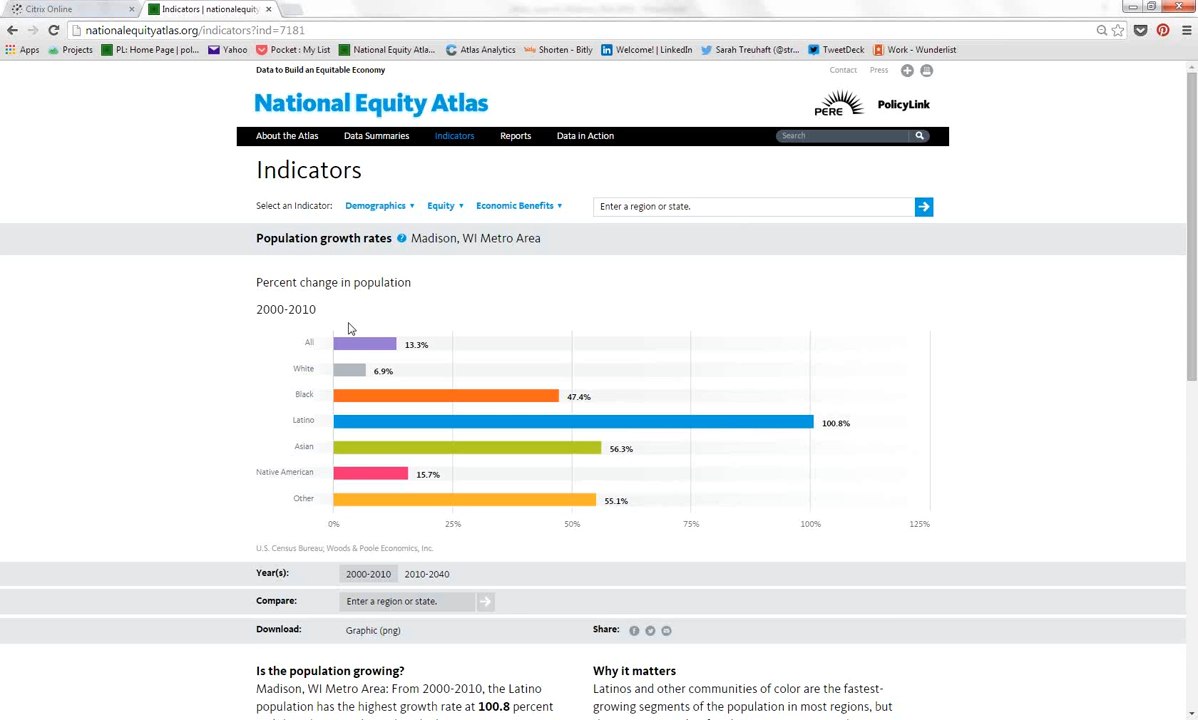 Citrix Online
Indicators | nationalequity
nationalequityatlas.org/indicators?ind=7181
Apps Projects PL: Home Page | pol... Yahoo Pocket : My List National Equity Atla... Atlas Analytics Shorten - Bitly Welcome! | LinkedIn Sarah Treuhaft (@str... TweetDeck Work - Wunderlist
Data to Build an Equitable Economy
Contact Press
National Equity Atlas
PERE PolicyLink
About the Atlas Data Summaries Indicators Reports Data in Action Search
Indicators
Select an Indicator: Demographics Equity Economic Benefits Enter a region or state.
Population growth rates ? Madison, WI Metro Area
Percent change in population
2000-2010
All 13.3%
White 6.9%
Black 47.4%
Latino 100.8%
Asian 56.3%
Native American 15.7%
Other 55.1%
0% 25% 50% 75% 100% 125%
U.S. Census Bureau; Woods & Poole Economics, Inc.
Year(s): 2000-2010 2010-2040
Compare: Enter a region or state.
Download: Graphic (png) Share:
Is the population growing?
Madison, WI Metro Area: From 2000-2010, the Latino
population has the highest growth rate at 100.8 percent
Why it matters
Latinos and other communities of color are the fastest-
growing segments of the population in most regions, but